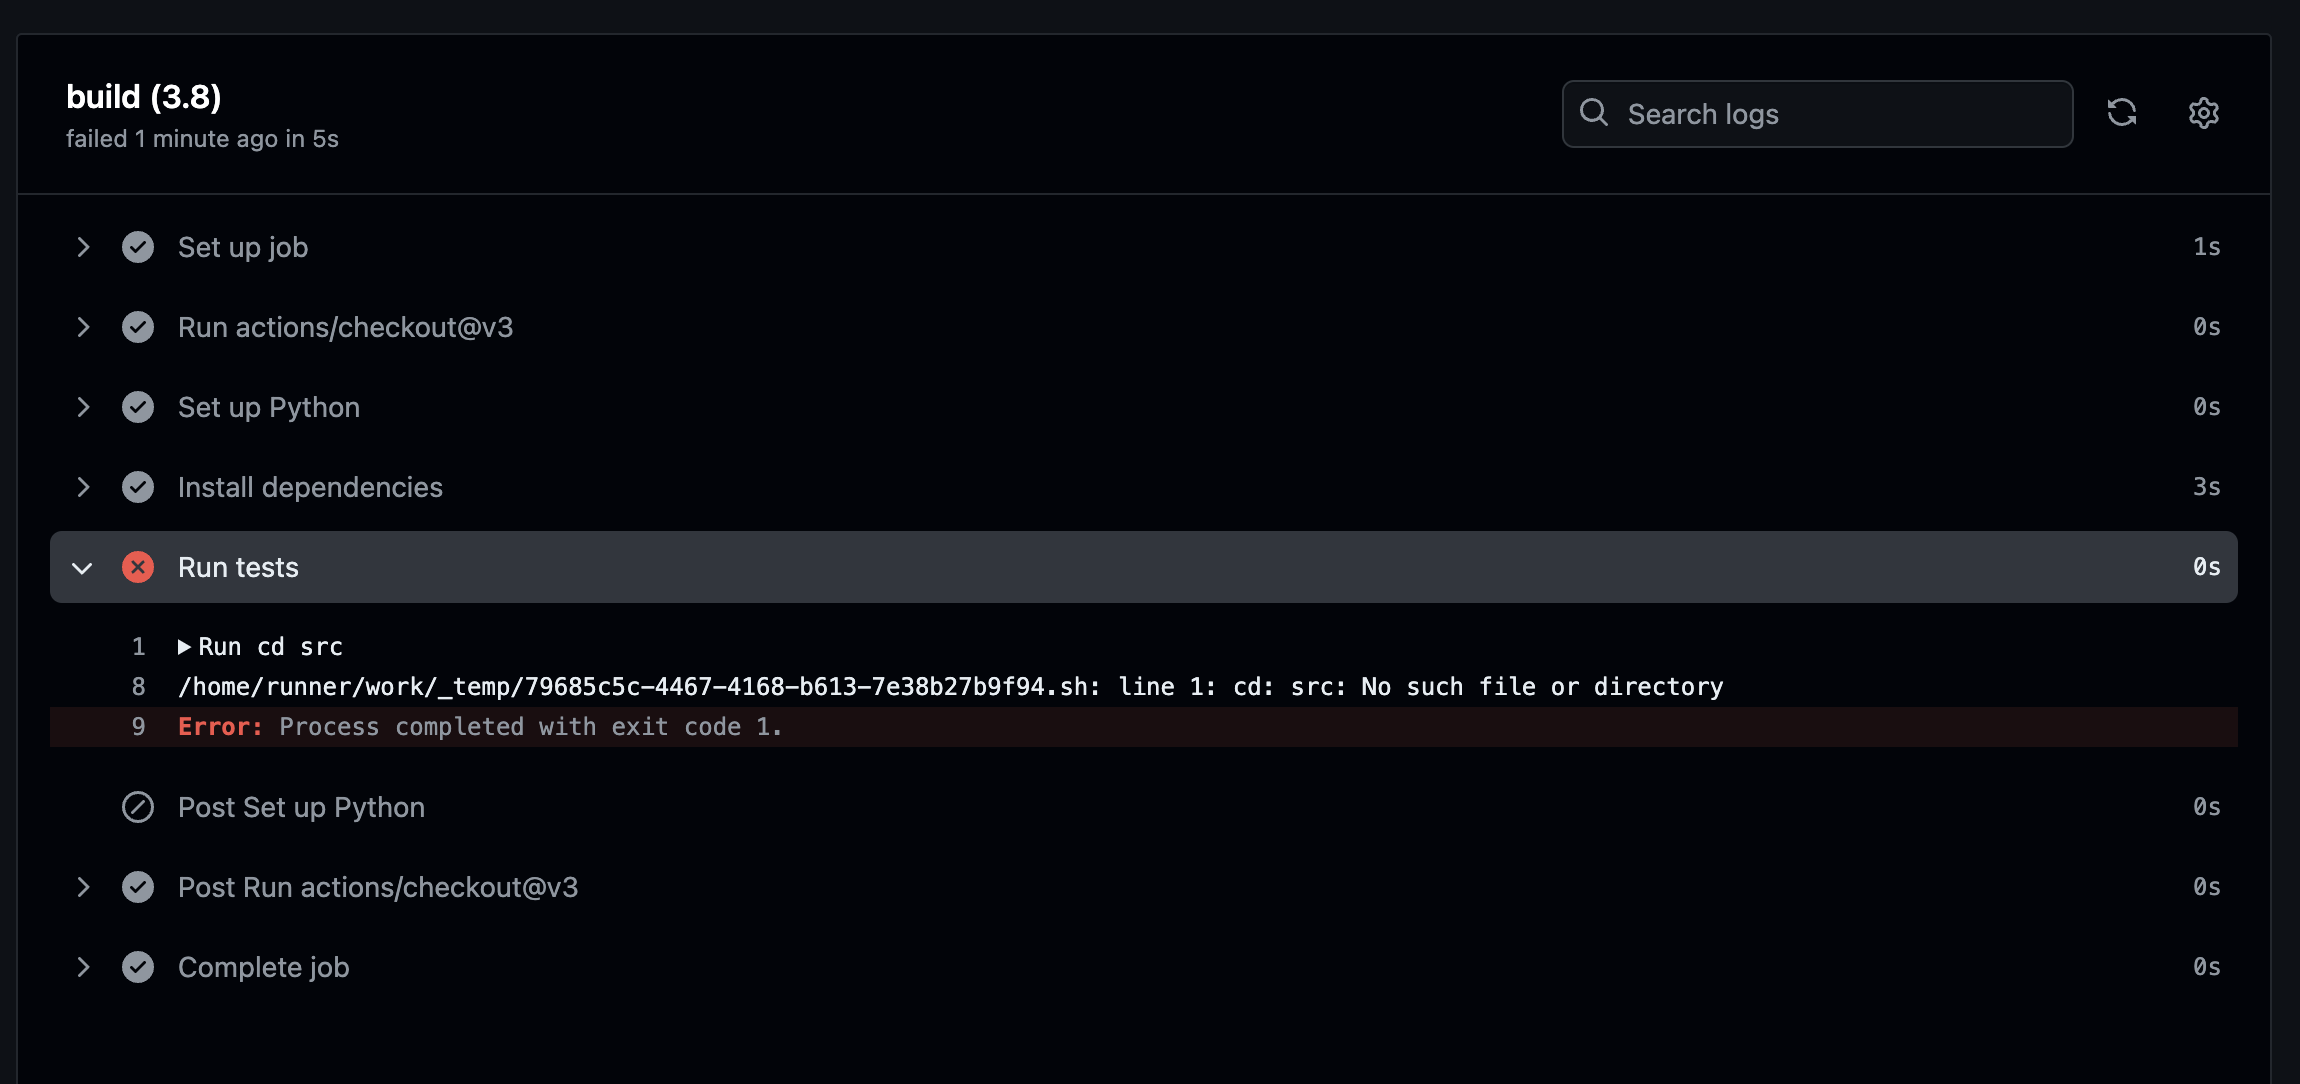 build (3.8)
failed 1 minute ago in 5s
Search logs
Set up job 1s
Run actions/checkout@v3 0s
Set up Python 0s
Install dependencies 3s
Run tests 0s
1 Run cd src
8 /home/runner/work/_temp/79685c5c-4467-4168-b613-7e38b27b9f94.sh: line 1: cd: src: No such file or directory
9 Error: Process completed with exit code 1.
Post Set up Python 0s
Post Run actions/checkout@v3 0s
Complete job 0s